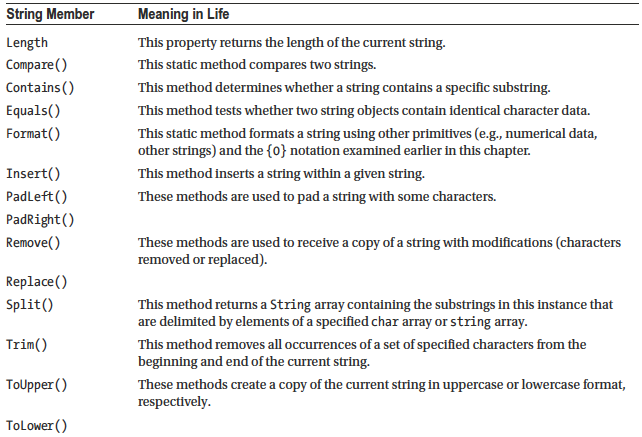 String Member Meaning in Life
Length This property returns the length of the current string.
Compare() This static method compares two strings.
Contains() This method determines whether a string contains a specific substring.
Equals() This method tests whether two string objects contain identical character data.
Format() This static method formats a string using other primitives (e.g., numerical data,
other strings) and the {0} notation examined earlier in this chapter.
Insert() This method inserts a string within a given string.
PadLeft() These methods are used to pad a string with some characters.
PadRight()
Remove() These methods are used to receive a copy of a string with modifications (characters
removed or replaced).
Replace()
Split() This method returns a String array containing the substrings in this instance that
are delimited by elements of a specified char array or string array.
Trim() This method removes all occurrences of a set of specified characters from the
beginning and end of the current string.
ToUpper() These methods create a copy of the current string in uppercase or lowercase format,
respectively.
ToLower()